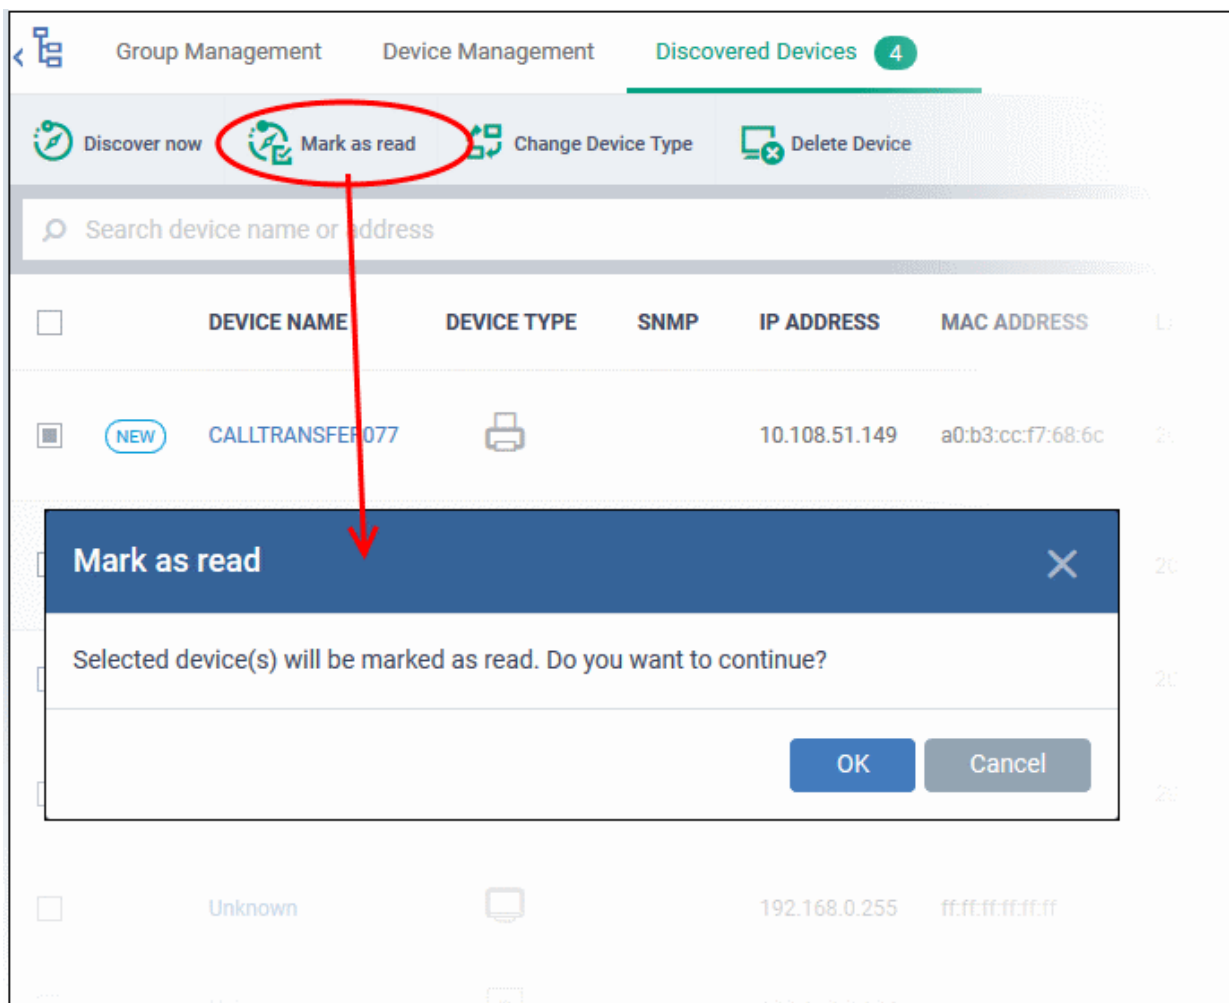 Group Management Device Management Discovered Devices 4
Discover now Mark as read Change Device Type Delete Device
Search device name or address
DEVICE NAME DEVICE TYPE SNMP IP ADDRESS MAC ADDRESS
NEW CALLTRANSFER077 10.108.51.149 a0:b3:cc:f7:68:6c
Mark as read
Selected device(s) will be marked as read. Do you want to continue?
OK Cancel
Unknown 192.168.0.255 ff:ff:ff:ff:ff:ff